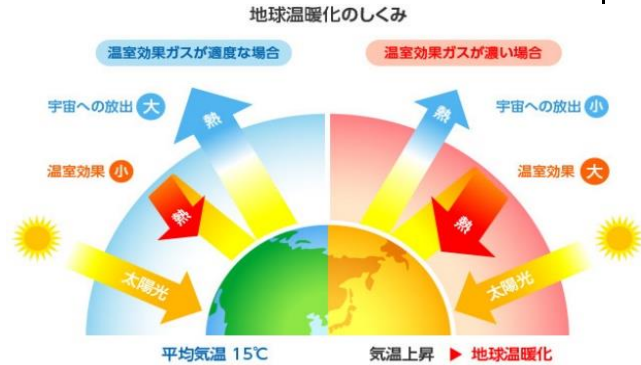 地球温暖化のしくみ
温室効果ガスが適度な場合
温室効果ガスが濃い場合
宇宙への放出 大
熱
熱
宇宙への放出 小
温室効果 小
熱
熱
温室効果 大
太陽光
太陽光
平均気温 15℃
気温上昇 ▶ 地球温暖化